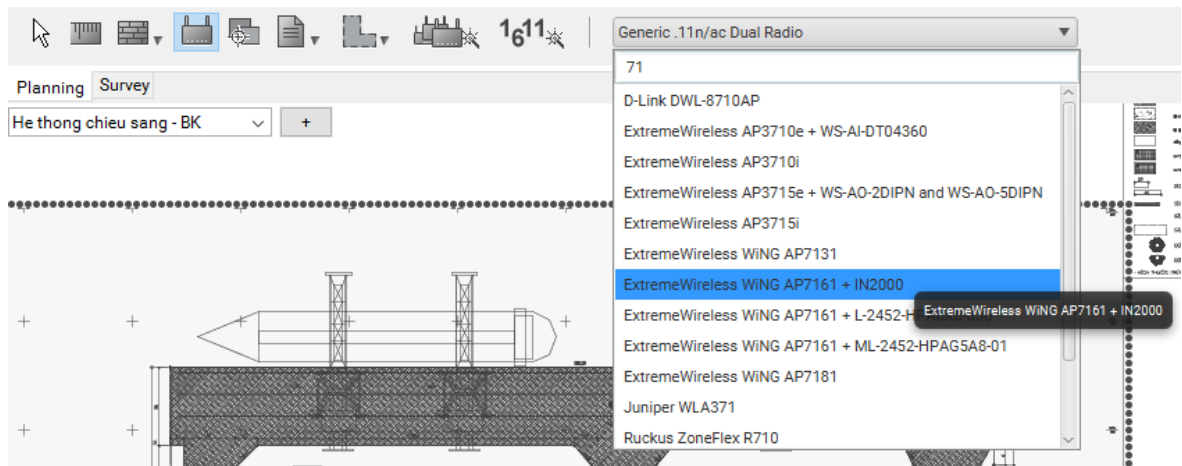 1611
Generic .11n/ac Dual Radio
71
Planning
Survey
He thong chieu sang - BK
+
D-Link DWL-8710AP
ExtremeWireless AP3710e + WS-AI-DT04360
ExtremeWireless AP3710i
ExtremeWireless AP3715e + WS-AO-2DIPN and WS-AO-5DIPN
ExtremeWireless AP3715i
ExtremeWireless WiNG AP7131
ExtremeWireless WiNG AP7161 + IN2000
ExtremeWireless WiNG AP7161 + IN2000
ExtremeWireless WiNG AP7161 +
ExtremeWireless WiNG AP7161 + ML-2452-HPAG5A8-01
ExtremeWireless WiNG AP7181
Juniper WLA371
Ruckus ZoneFlex R710